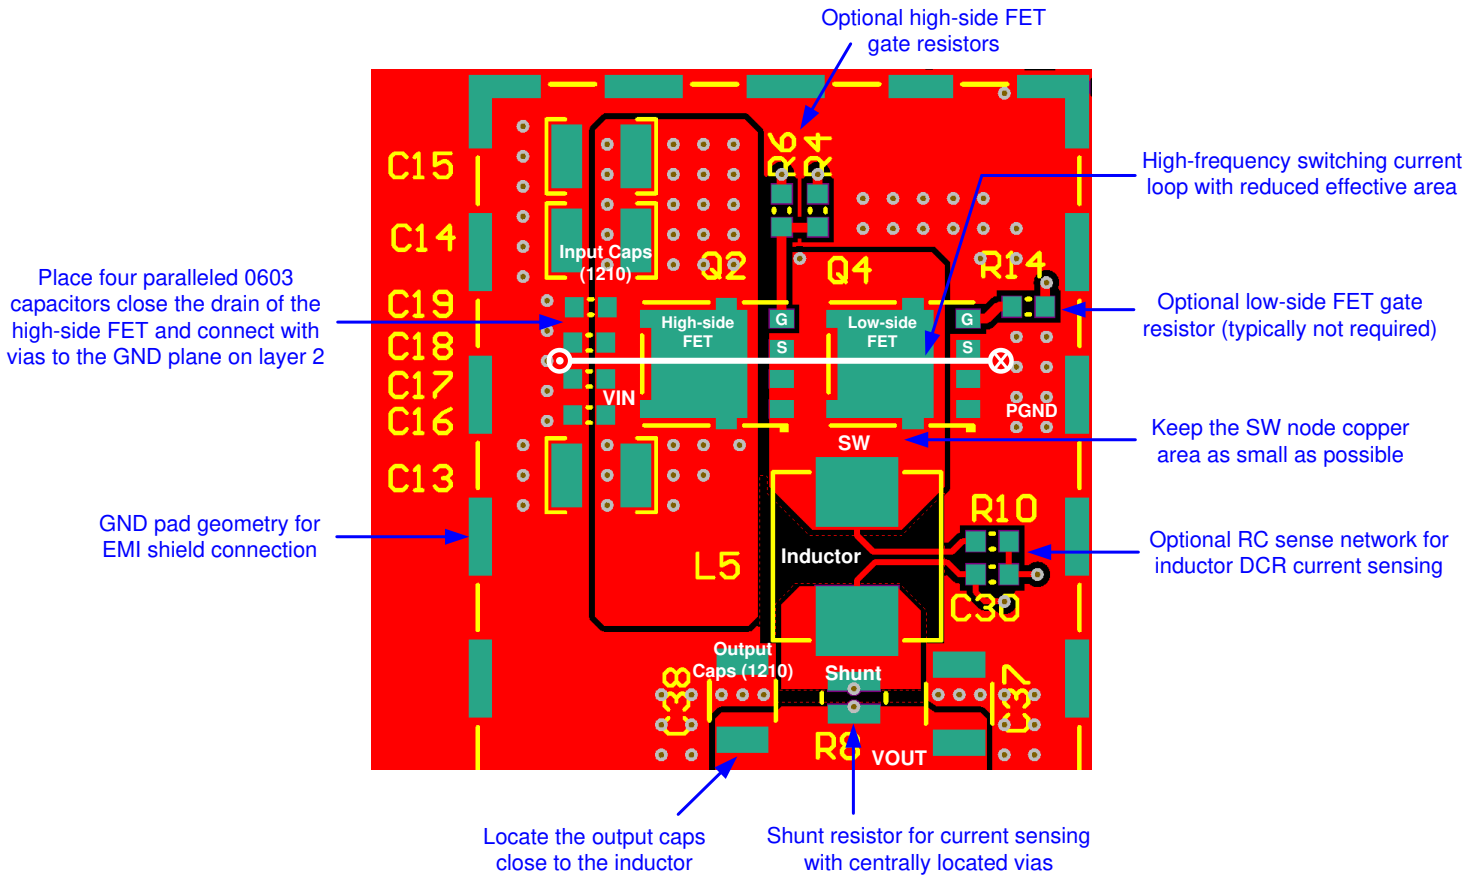 Optional high-side FET
gate resistors
R6
R4
C15
C14
Input Caps
(1210)
Q2
Q4
R14
High-frequency switching current
loop with reduced effective area
Place four paralleled 0603
capacitors close the drain of the
high-side FET and connect with
vias to the GND plane on layer 2
C19
C18
C17
C16
High-side
FET
G
S
Low-side
FET
G
S
Optional low-side FET gate
resistor (typically not required)
VIN
PGND
SW
Keep the SW node copper
area as small as possible
C13
GND pad geometry for
EMI shield connection
R10
Inductor
L5
Optional RC sense network for
inductor DCR current sensing
C30
Output
Caps (1210)
Shunt
C38
C37
R8
VOUT
Locate the output caps
close to the inductor
Shunt resistor for current sensing
with centrally located vias